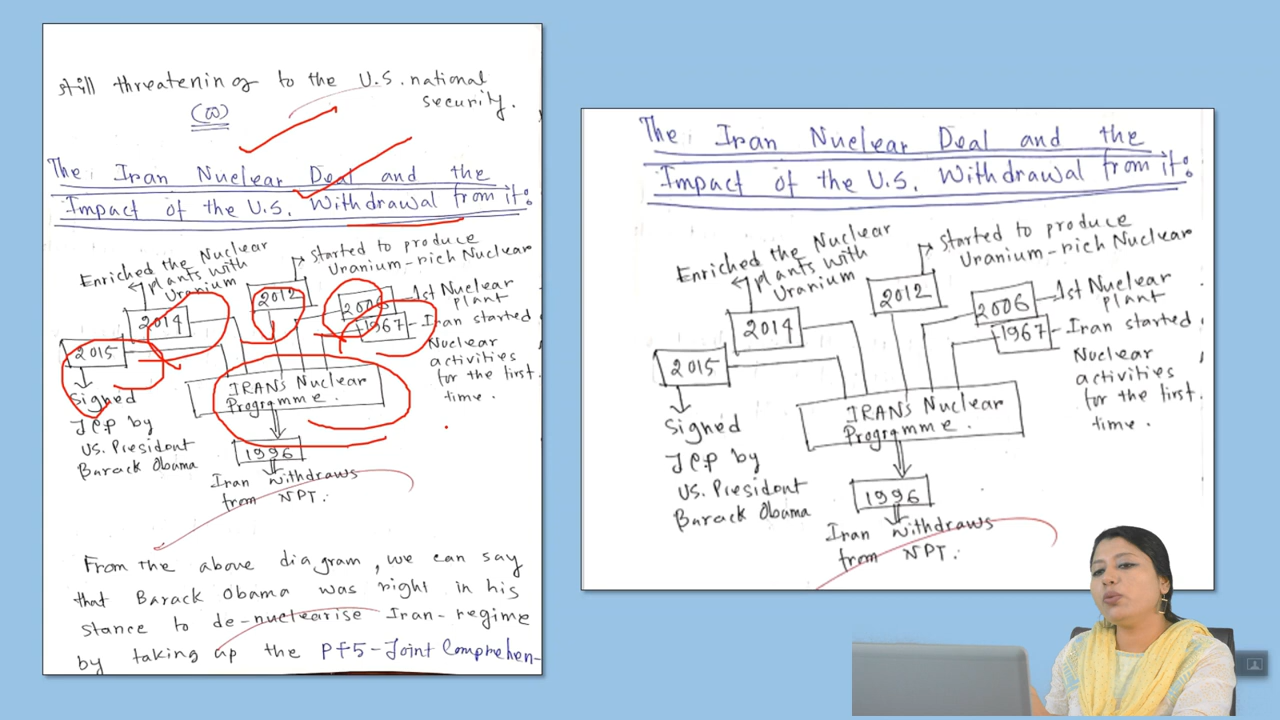 still threatening to the U.S. national
security.
The Iran Nuclear Deal and the
Impact of the U.S. Withdrawal from it:
Enriched the Nuclear
plants with
Uranium
Started to produce
Uranium-rich Nuclear
2014
2012
2006
1st Nuclear
plant
1967
Iran started
Nuclear
activities
for the first
time.
2015
Signed
JCP by
US. President
Barack Obama
IRANs Nuclear
Programme.
1996
Iran withdraws
from NPT.
From the above diagram, we can say
that Barack Obama was right in his
stance to de-nuclearise Iran-regime
by taking up the P+5-Joint Comprehen-
The Iran Nuclear Deal and the
Impact of the U.S. Withdrawal from it:
Enriched the Nuclear
plants with
Uranium
Started to produce
Uranium-rich Nuclear
2014
2012
2006
1st Nuclear
plant
1967
Iran started
Nuclear
activities
for the first
time.
2015
Signed
JCP by
US. President
Barack Obama
IRANs Nuclear
Programme.
1996
Iran withdraws
from NPT.